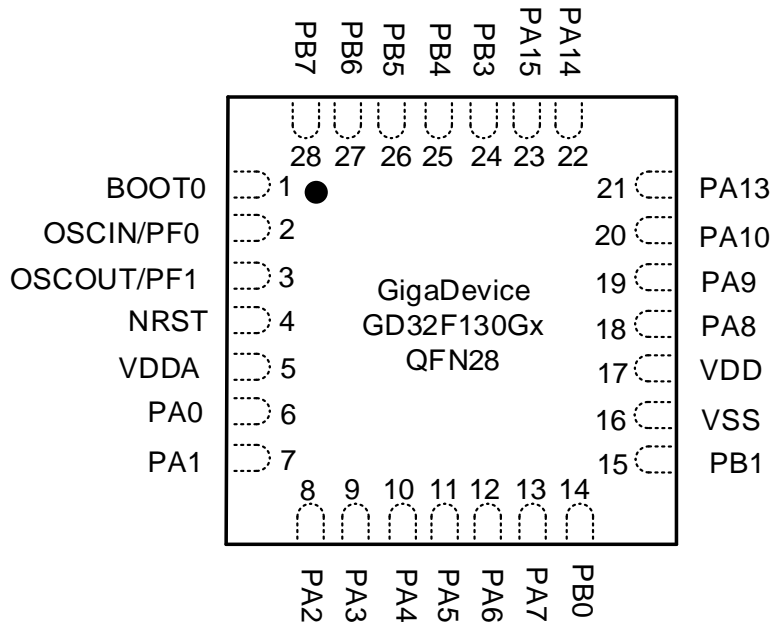 PB7 PB6 PB5 PB4 PB3 PA15 PA14
28 27 26 25 24 23 22
BOOT0 1
OSCIN/PF0 2
OSCOUT/PF1 3
NRST 4
VDDA 5
PA0 6
PA1 7
GigaDevice
GD32F130Gx
QFN28
21 PA13
20 PA10
19 PA9
18 PA8
17 VDD
16 VSS
15 PB1
8 9 10 11 12 13 14
PA2 PA3 PA4 PA5 PA6 PA7 PB0